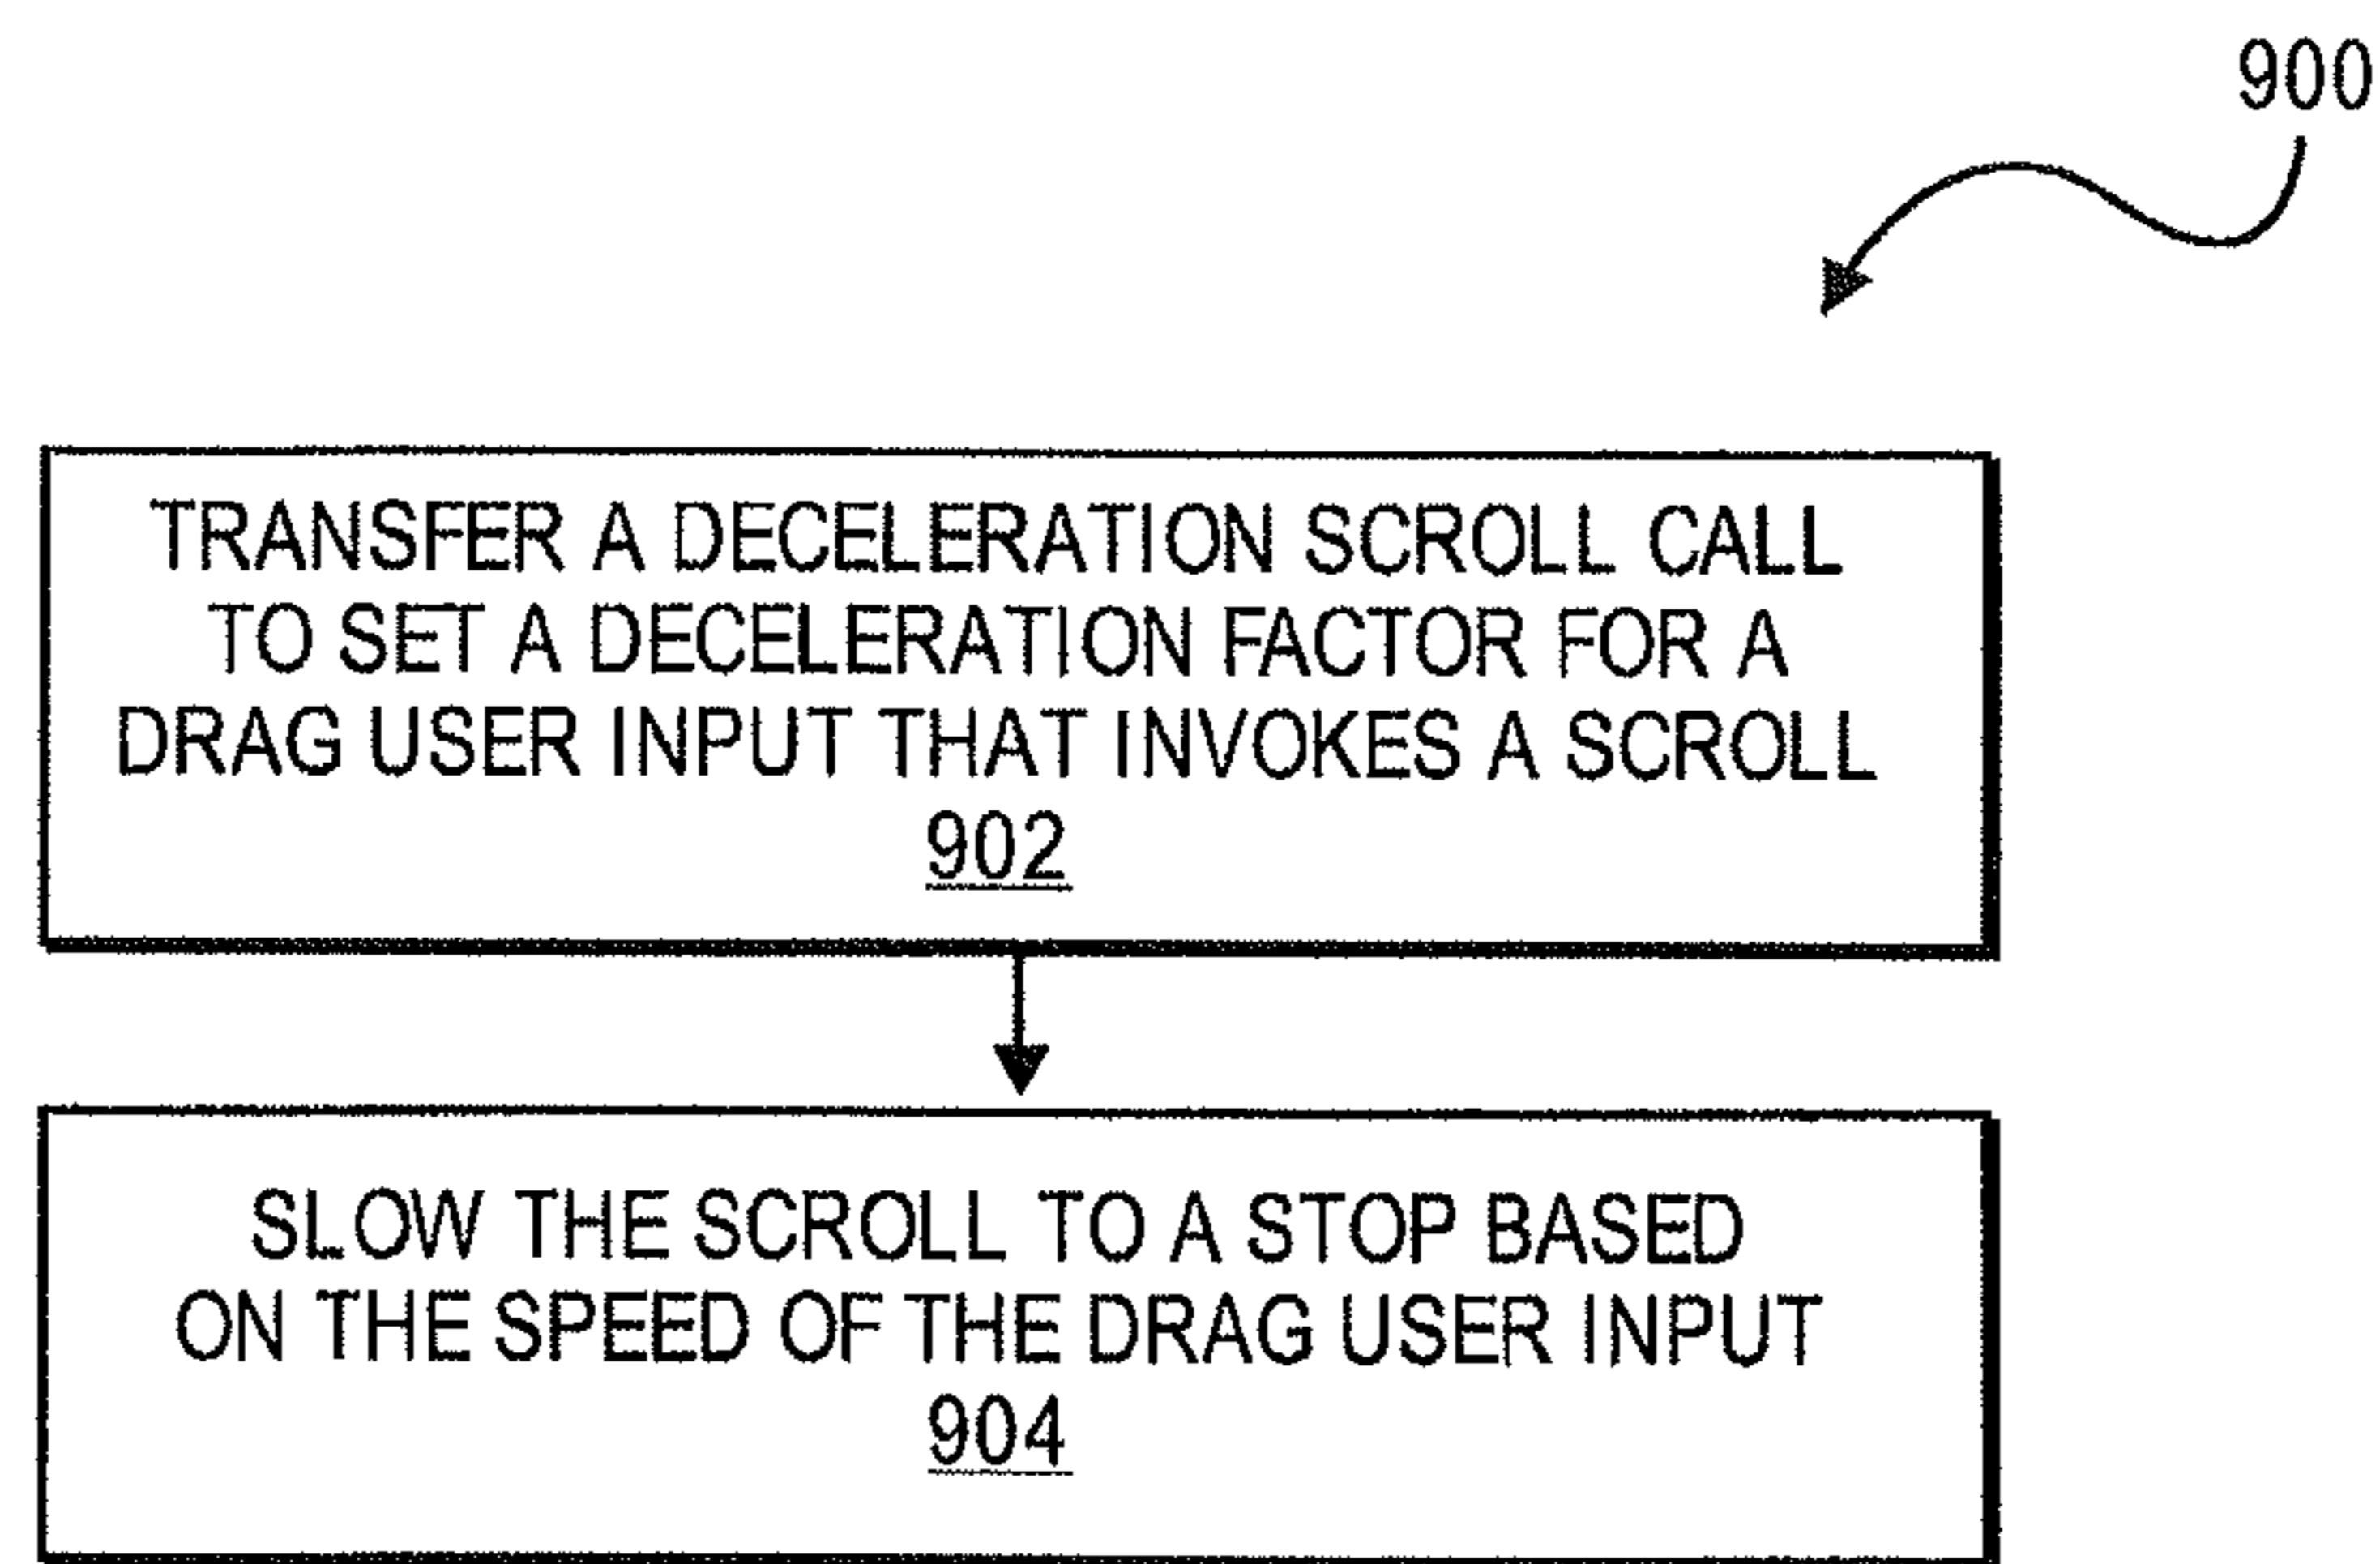 900
TRANSFER A DECELERATION SCROLL CALL
TO SET A DECELERATION FACTOR FOR A
DRAG USER INPUT THAT INVOKES A SCROLL
902
SLOW THE SCROLL TO A STOP BASED
ON THE SPEED OF THE DRAG USER INPUT
904